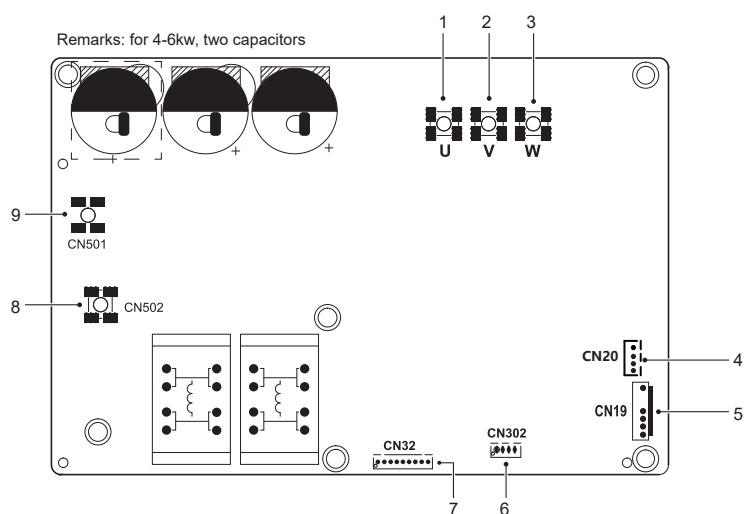 1 2 3
Remarks: for 4-6kw, two capacitors
U V W
9
CN501
8 CN502
CN20 4
CN19 5
CN302
CN32
7 6